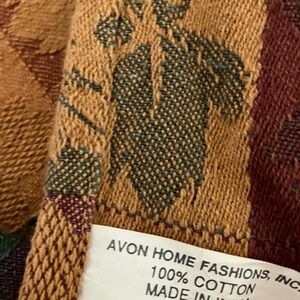 AVON HOME FASHIONS, INC.
100% COTTON
MADE IN